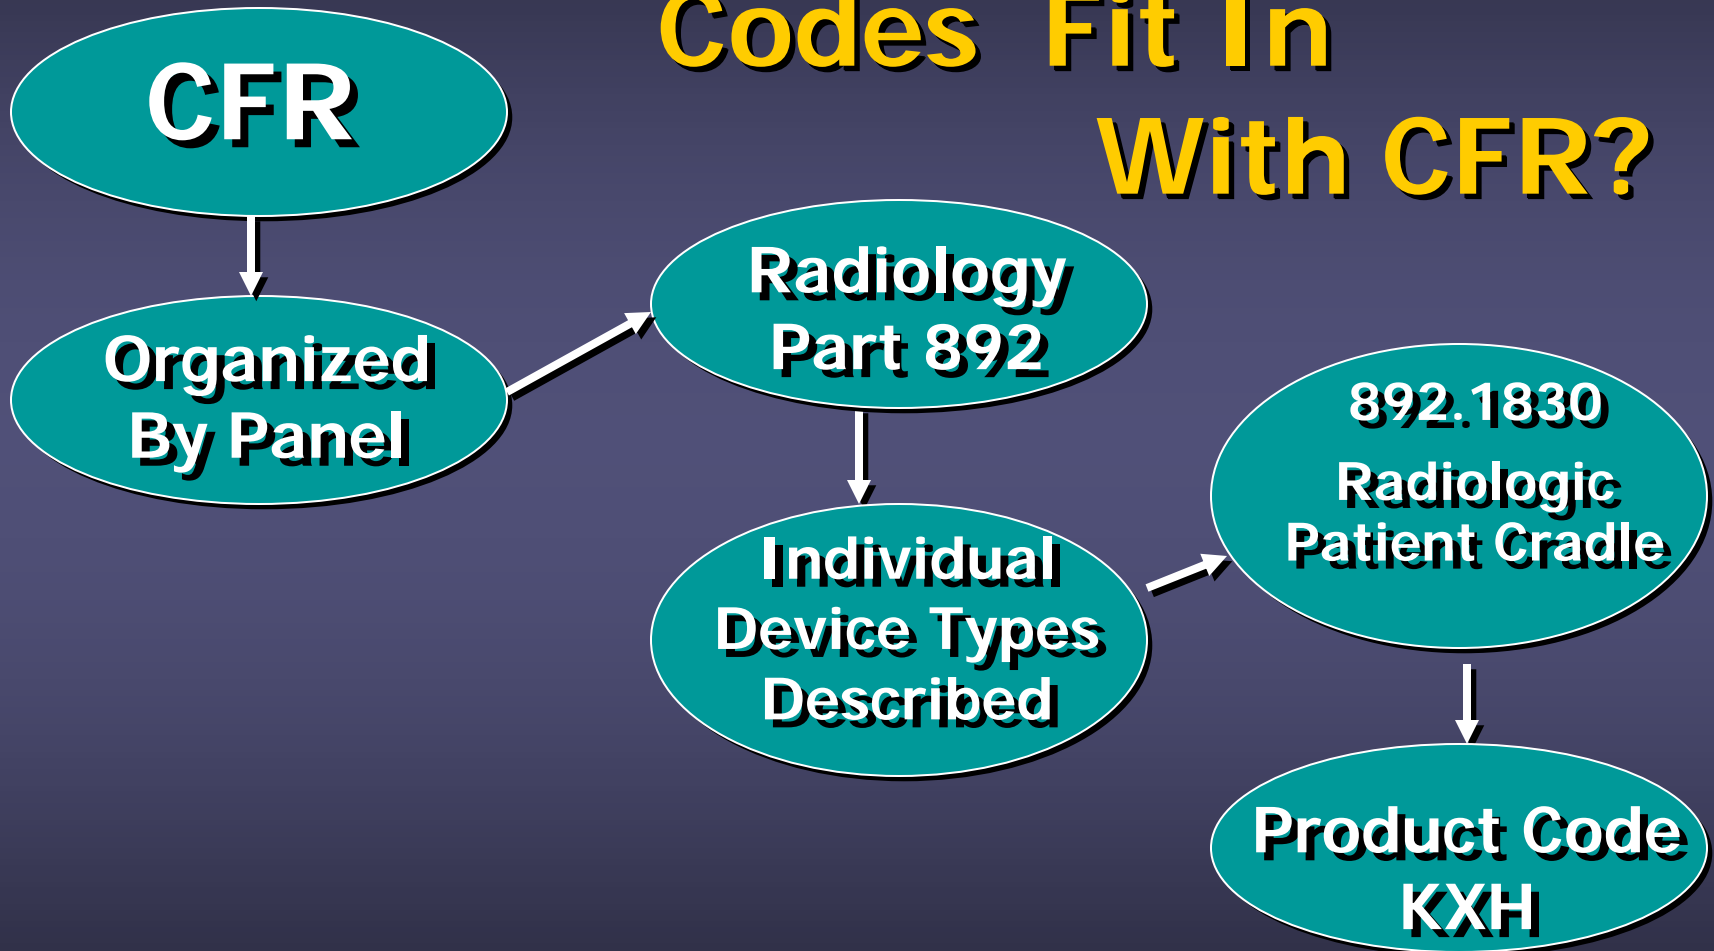 Codes Fit In
With CFR?
CFR
Organized
By Panel
Radiology
Part 892
Individual
Device Types
Described
892.1830
Radiologic
Patient Cradle
Product Code
KXH